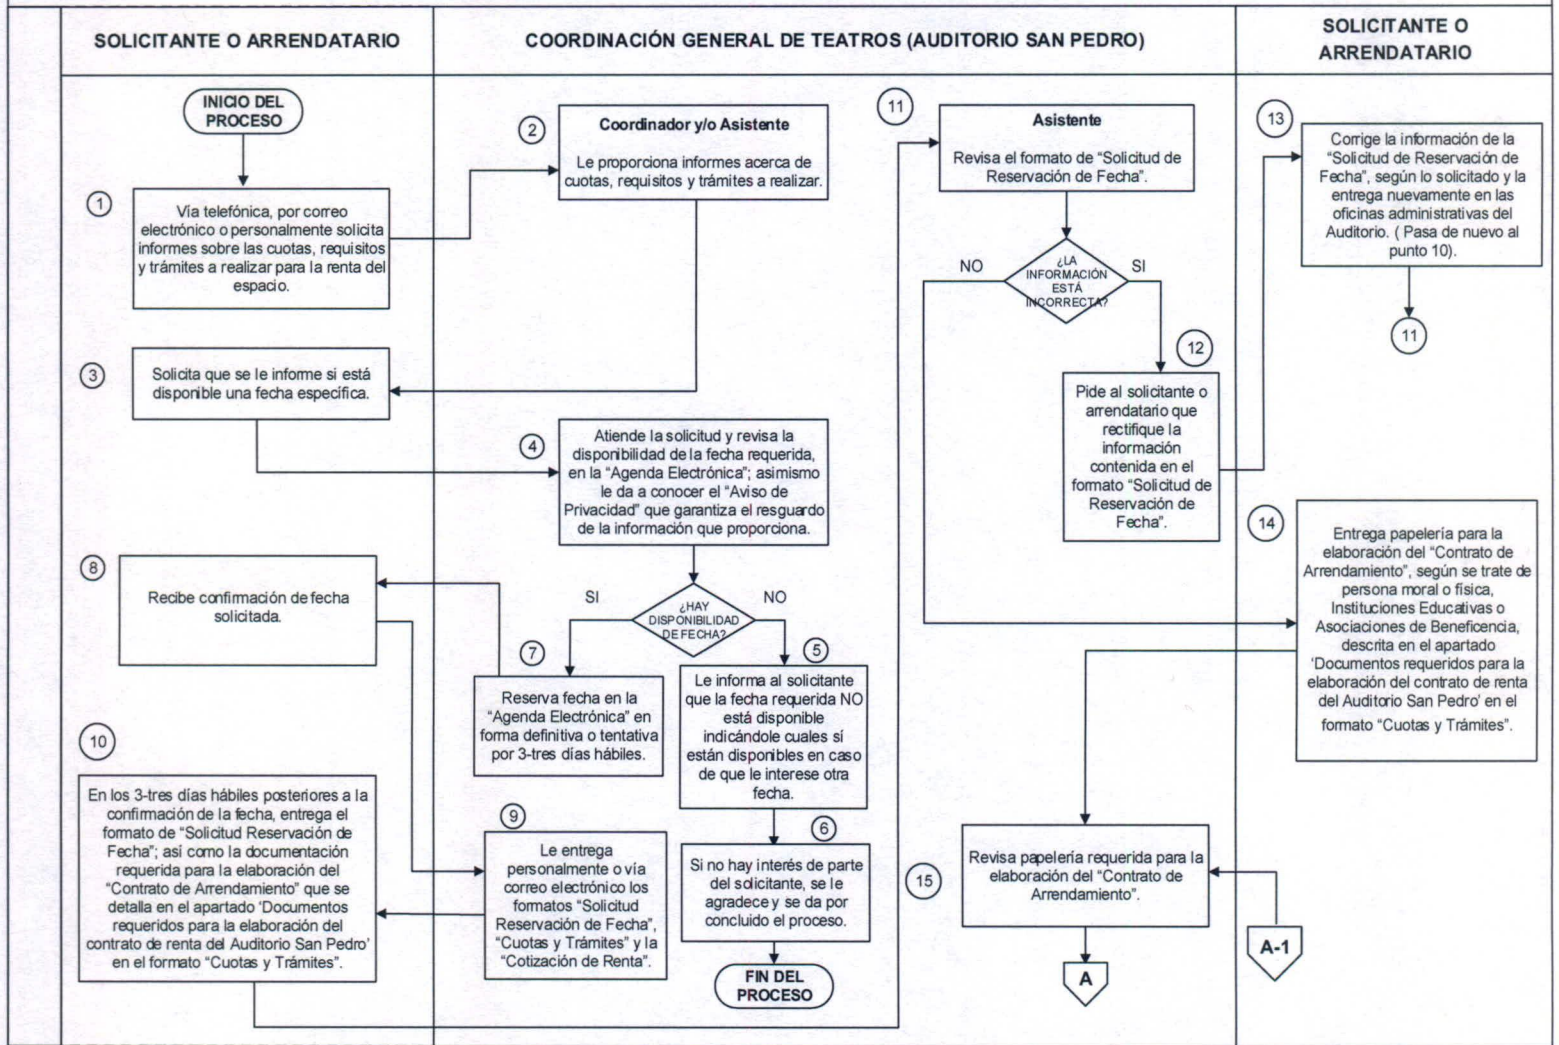 SOLICITANTE O ARRENDATARIO
COORDINACIÓN GENERAL DE TEATROS (AUDITORIO SAN PEDRO)
SOLICITANTE O
ARRENDATARIO
INICIO DEL
PROCESO
1
Vía telefónica, por correo
electrónico o personalmente solicita
informes sobre las cuotas, requisitos
y trámites a realizar para la renta del
espacio.
2
Coordinador y/o Asistente
Le proporciona informes acerca de
cuotas, requisitos y trámites a realizar.
3
Solicita que se le informe si está
disponible una fecha específica.
4
Atiende la solicitud y revisa la
disponibilidad de la fecha requerida,
en la “Agenda Electrónica”; asimismo
le da a conocer el “Aviso de
Privacidad” que garantiza el resguardo
de la información que proporciona.
SI
¿HAY
DISPONIBILIDAD
DE FECHA?
NO
5
Le informa al solicitante
que la fecha requerida NO
está disponible
indicándole cuales sí
están disponibles en caso
de que le interese otra
fecha.
6
Si no hay interés de parte
del solicitante, se le
agradece y se da por
concluido el proceso.
FIN DEL
PROCESO
7
Reserva fecha en la
“Agenda Electrónica” en
forma definitiva o tentativa
por 3-tres días hábiles.
8
Recibe confirmación de fecha
solicitada.
9
Le entrega
personalmente o vía
correo electrónico los
formatos “Solicitud
Reservación de Fecha”,
“Cuotas y Trámites” y la
“Cotización de Renta”.
10
En los 3-tres días hábiles posteriores a la
confirmación de la fecha, entrega el
formato de “Solicitud Reservación de
Fecha”; asi como la documentación
requerida para la elaboración del
“Contrato de Arrendamiento” que se
detalla en el apartado ‘Documentos
requeridos para la elaboración del
contrato de renta del Auditorio San Pedro’
en el formato “Cuotas y Trámites”.
11
Asistente
Revisa el formato de “Solicitud de
Reservación de Fecha”.
NO
¿LA
INFORMACIÓN
ESTÁ
INCORRECTA?
SI
12
Pide al solicitante o
arrendatario que
rectifique la
información
contenida en el
formato “Solicitud de
Reservación de
Fecha”.
13
Corrige la información de la
“Solicitud de Reservación de
Fecha”, según lo solicitado y la
entrega nuevamente en las
oficinas administrativas del
Auditorio. ( Pasa de nuevo al
punto 10).
11
14
Entrega papelería para la
elaboración del “Contrato de
Arrendamiento”, según se trate de
persona moral o física,
Instituciones Educativas o
Asociaciones de Beneficencia,
descrita en el apartado
‘Documentos requeridos para la
elaboración del contrato de renta
del Auditorio San Pedro’ en el
formato “Cuotas y Trámites”.
15
Revisa papelería requerida para la
elaboración del “Contrato de
Arrendamiento”.
A
A-1